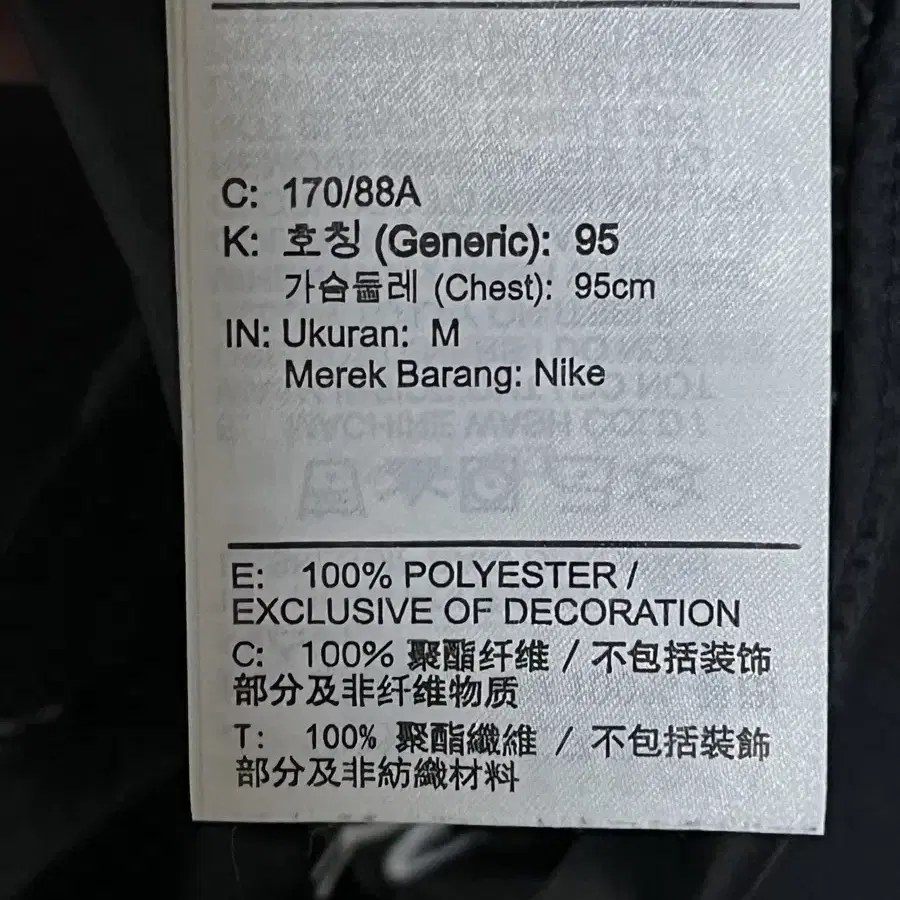 C: 170/88A
K: 호칭 (Generic): 95
가슴둘레 (Chest): 95cm
IN: Ukuran: M
Merek Barang: Nike
E: 100% POLYESTER /
EXCLUSIVE OF DECORATION
C: 100% 聚酯纤维 / 不包括装饰
部分及非纤维物质
T: 100% 聚酯纖維 / 不包括裝飾
部分及非紡織材料